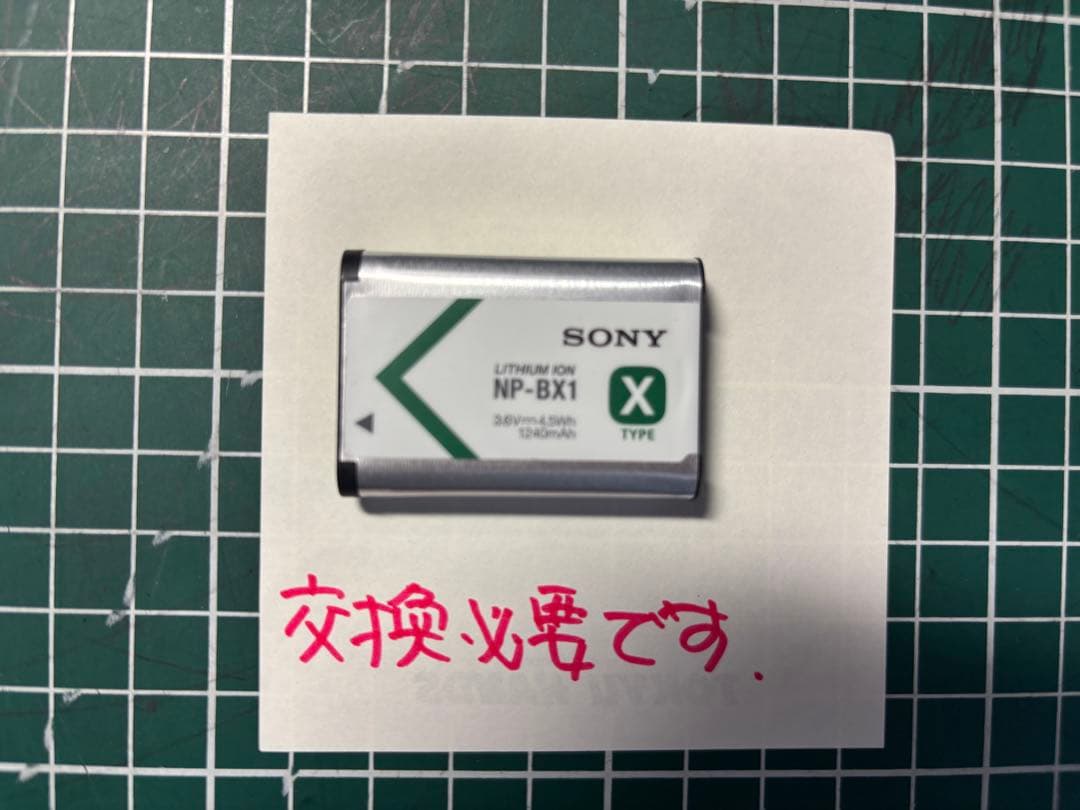 SONY
LITHIUM ION
NP-BX1
X
TYPE
3.6V⎓4.5Wh
1240mAh
交換必要です.